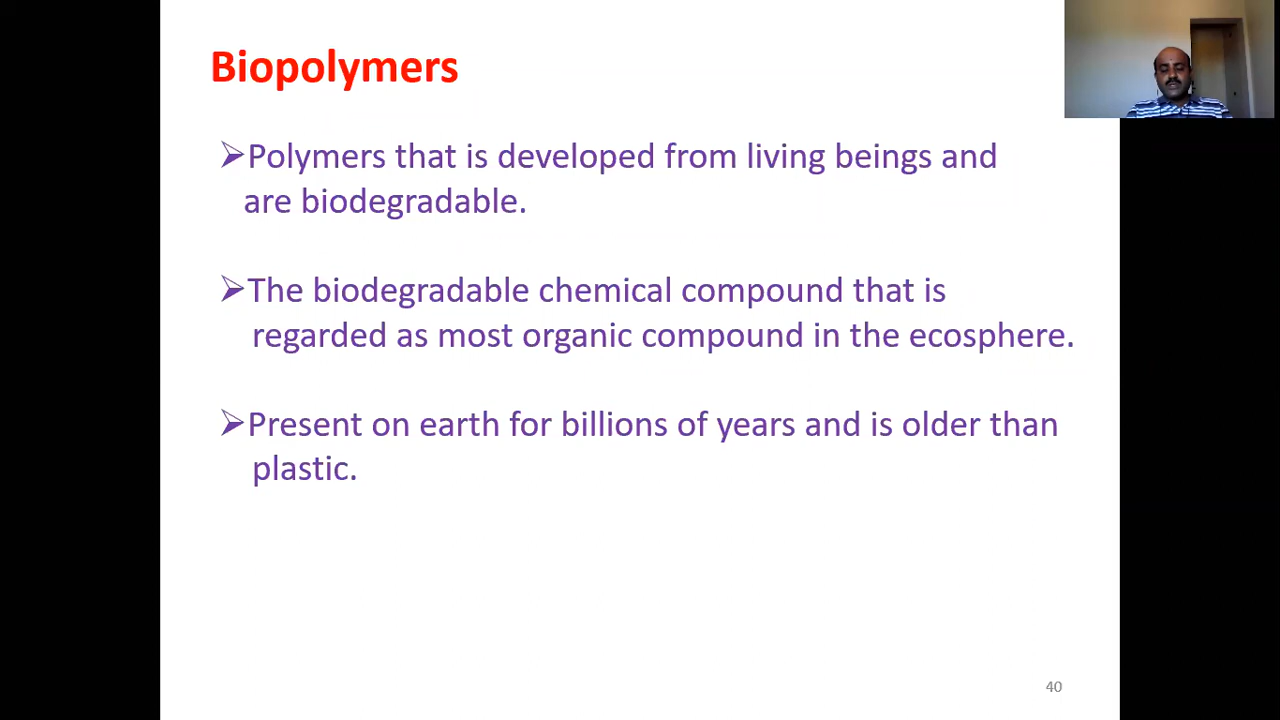 Biopolymers
➢Polymers that is developed from living beings and
are biodegradable.
➢The biodegradable chemical compound that is
regarded as most organic compound in the ecosphere.
➢Present on earth for billions of years and is older than
plastic.
40